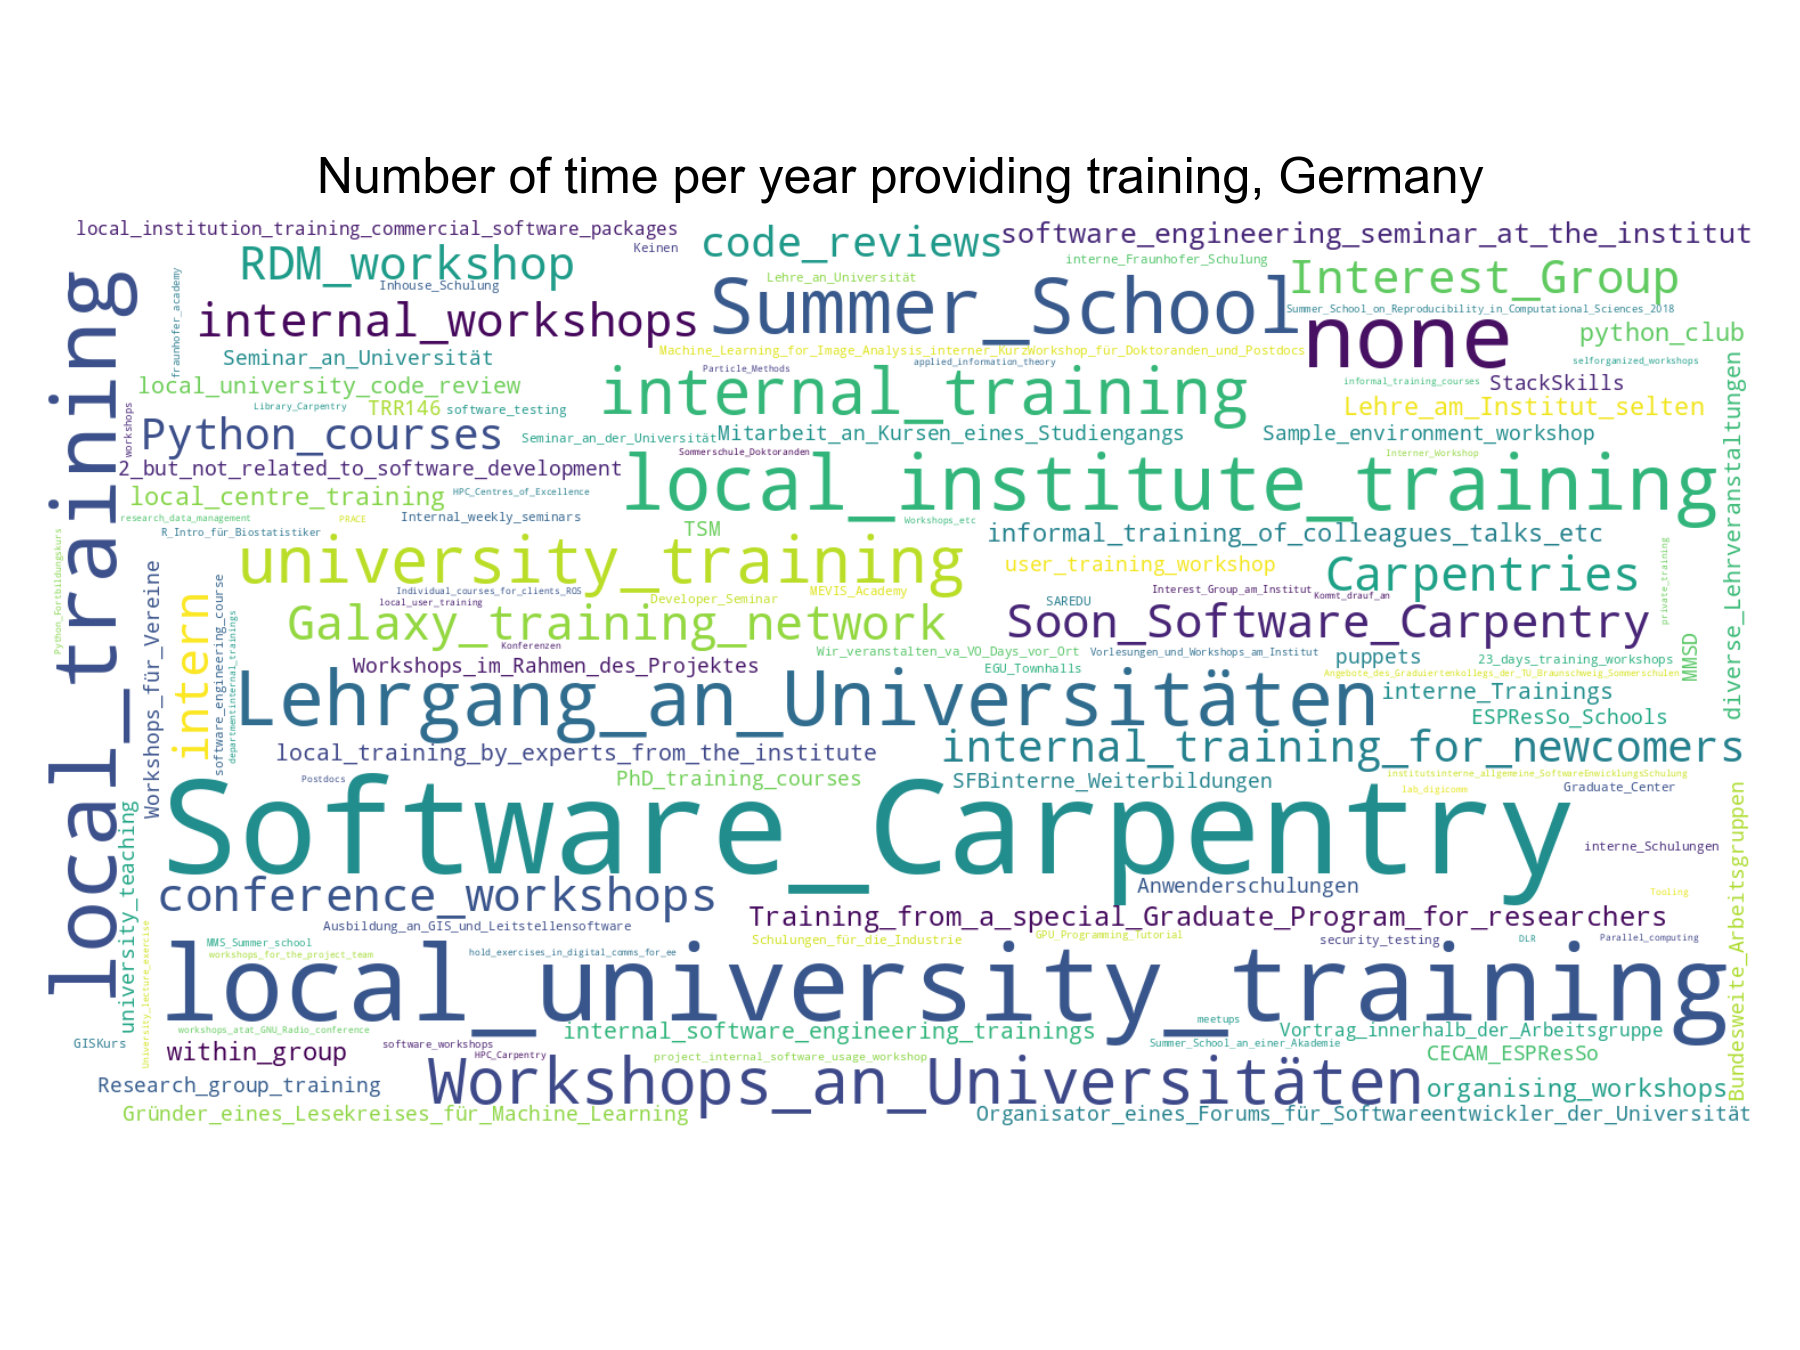 Number of time per year providing training, Germany
local_institution_training_commercial_software_packages
Keinen
code_reviews
software_engineering_seminar_at_the_institut
RDM_workshop
Inhouse_Schulung
Lehre_an_Universität
interne_Fraunhofer_Schulung
Interest_Group
fraunhofer_academy
internal_workshops
Summer_School
Summer_School_on_Reproducibility_in_Computational_Sciences_2018
none
python_club
local_training
Seminar_an_Universität
Machine_Learning_for_Image_Analysis_interner_KurzWorkshop_für_Doktoranden_und_Postdocs
applied_information_theory
selforganized_workshops
Particle_Methods
local_university_code_review
internal_training
informal_training_courses
StackSkills
Library_Carpentry
TRR146
software_testing
Lehre_am_Institut_selten
diverse_Lehrveranstaltungen
workshops
Python_courses
Seminar_an_der_Universität
Mitarbeit_an_Kursen_eines_Studiengangs
Sample_environment_workshop
Sommerschule_Doktoranden
Interner_Workshop
2_but_not_related_to_software_development
local_institute_training
local_centre_training
HPC_Centres_of_Excellence
research_data_management
PRACE
Internal_weekly_seminars
Workshops_etc
R_Intro_für_Biostatistiker
TSM
informal_training_of_colleagues_talks_etc
Python_Fortbildungskurs
university_training
user_training_workshop
Carpentries
private_training
Workshops_für_Vereine
software_engineering_course
intern
departmentinternal_trainings
Individual_courses_for_clients_ROS
MEVIS_Academy
local_user_training
Developer_Seminar
Interest_Group_am_Institut
Kommt_drauf_an
SAREDU
Galaxy_training_network
Soon_Software_Carpentry
Konferenzen
Wir_veranstalten_va_VO_Days_vor_Ort
Vorlesungen_und_Workshops_am_Institut
puppets
23_days_training_workshops
MMSD
Workshops_im_Rahmen_des_Projektes
EGU_Townhalls
Angebote_des_Graduiertenkollegs_der_TU_Braunschweig_Sommerschulen
Lehrgang_an_Universitäten
interne_Trainings
ESPResSo_Schools
local_training_by_experts_from_the_institute
internal_training_for_newcomers
Postdocs
PhD_training_courses
SFBinterne_Weiterbildungen
institutsinterne_allgemeine_SoftwareEnwicklungsSchulung
lab_digicomm
Graduate_Center
university_teaching
Software_Carpentry
interne_Schulungen
Bundesweite_Arbeitsgruppen
conference_workshops
Anwenderschulungen
Tooling
Training_from_a_special_Graduate_Program_for_researchers
University_lecture_exercise
Ausbildung_an_GIS_und_Leitstellensoftware
MMS_Summer_school
Schulungen_für_die_Industrie
GPU_Programming_Tutorial
security_testing
DLR
Parallel_computing
workshops_for_the_project_team
hold_exercises_in_digital_comms_for_ee
local_university_training
workshops_atat_GNU_Radio_conference
internal_software_engineering_trainings
meetups
Vortrag_innerhalb_der_Arbeitsgruppe
GISKurs
within_group
software_workshops
HPC_Carpentry
project_internal_software_usage_workshop
Summer_School_an_einer_Akademie
CECAM_ESPResSo
Research_group_training
Workshops_an_Universitäten
organising_workshops
Gründer_eines_Lesekreises_für_Machine_Learning
Organisator_eines_Forums_für_Softwareentwickler_der_Universität